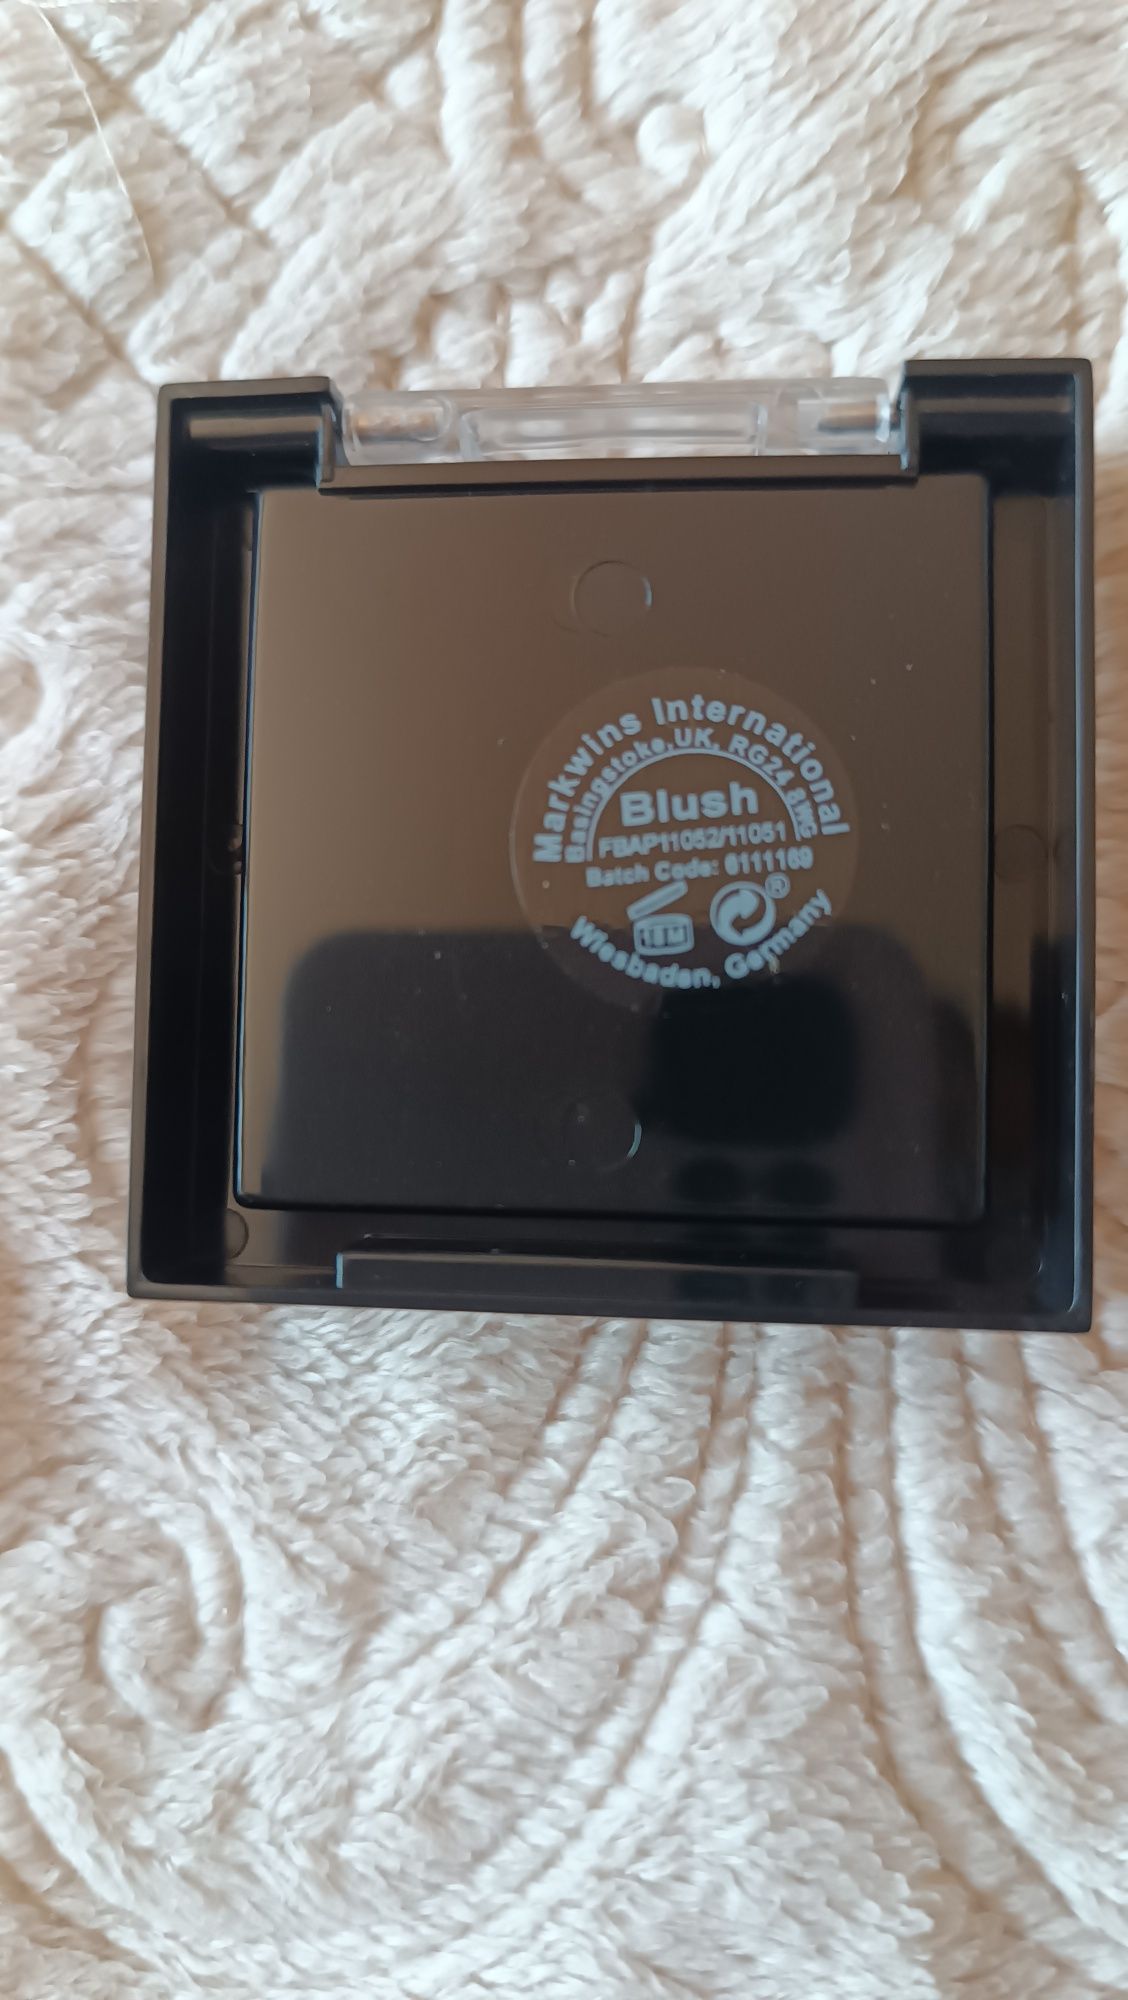 Markwins International
Basingstoke,UK, RG24 8WG
Blush
FBAP11052/11051
Batch Code: 6111169
18M
®
Wiesbaden, Germany